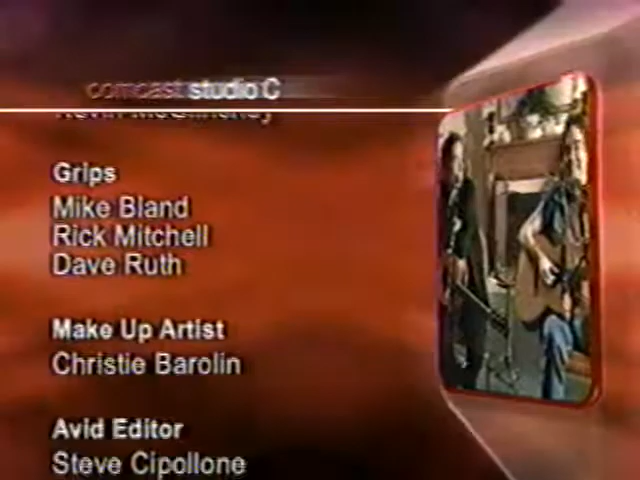 comcast studio C
Grips
Mike Bland
Rick Mitchell
Dave Ruth
Make Up Artist
Christie Barolin
Avid Editor
Steve Cipollone